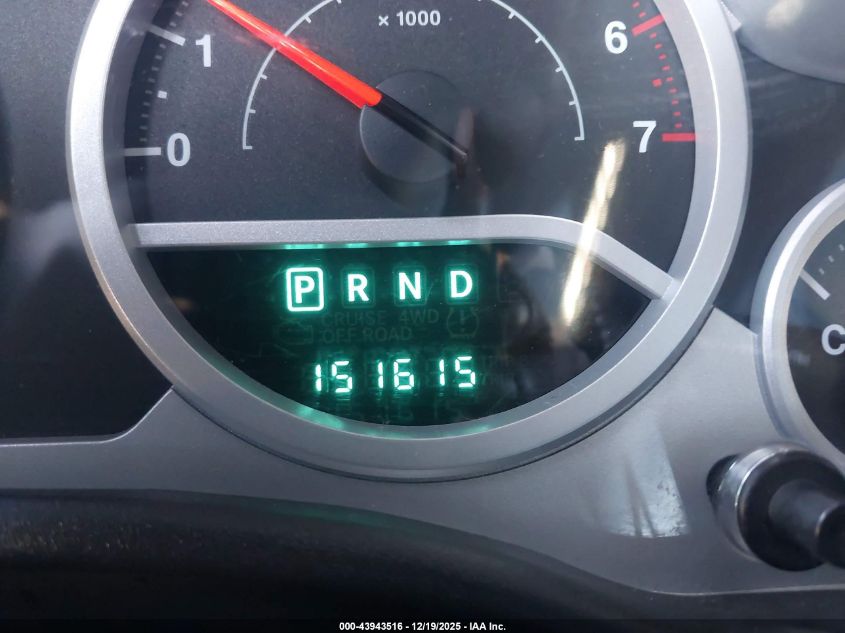 x 1000
1
6
0
7
P R N D
CRUISE 4WD
OFF ROAD
151615
C
000-43943516 - 12/19/2025 - IAA Inc.